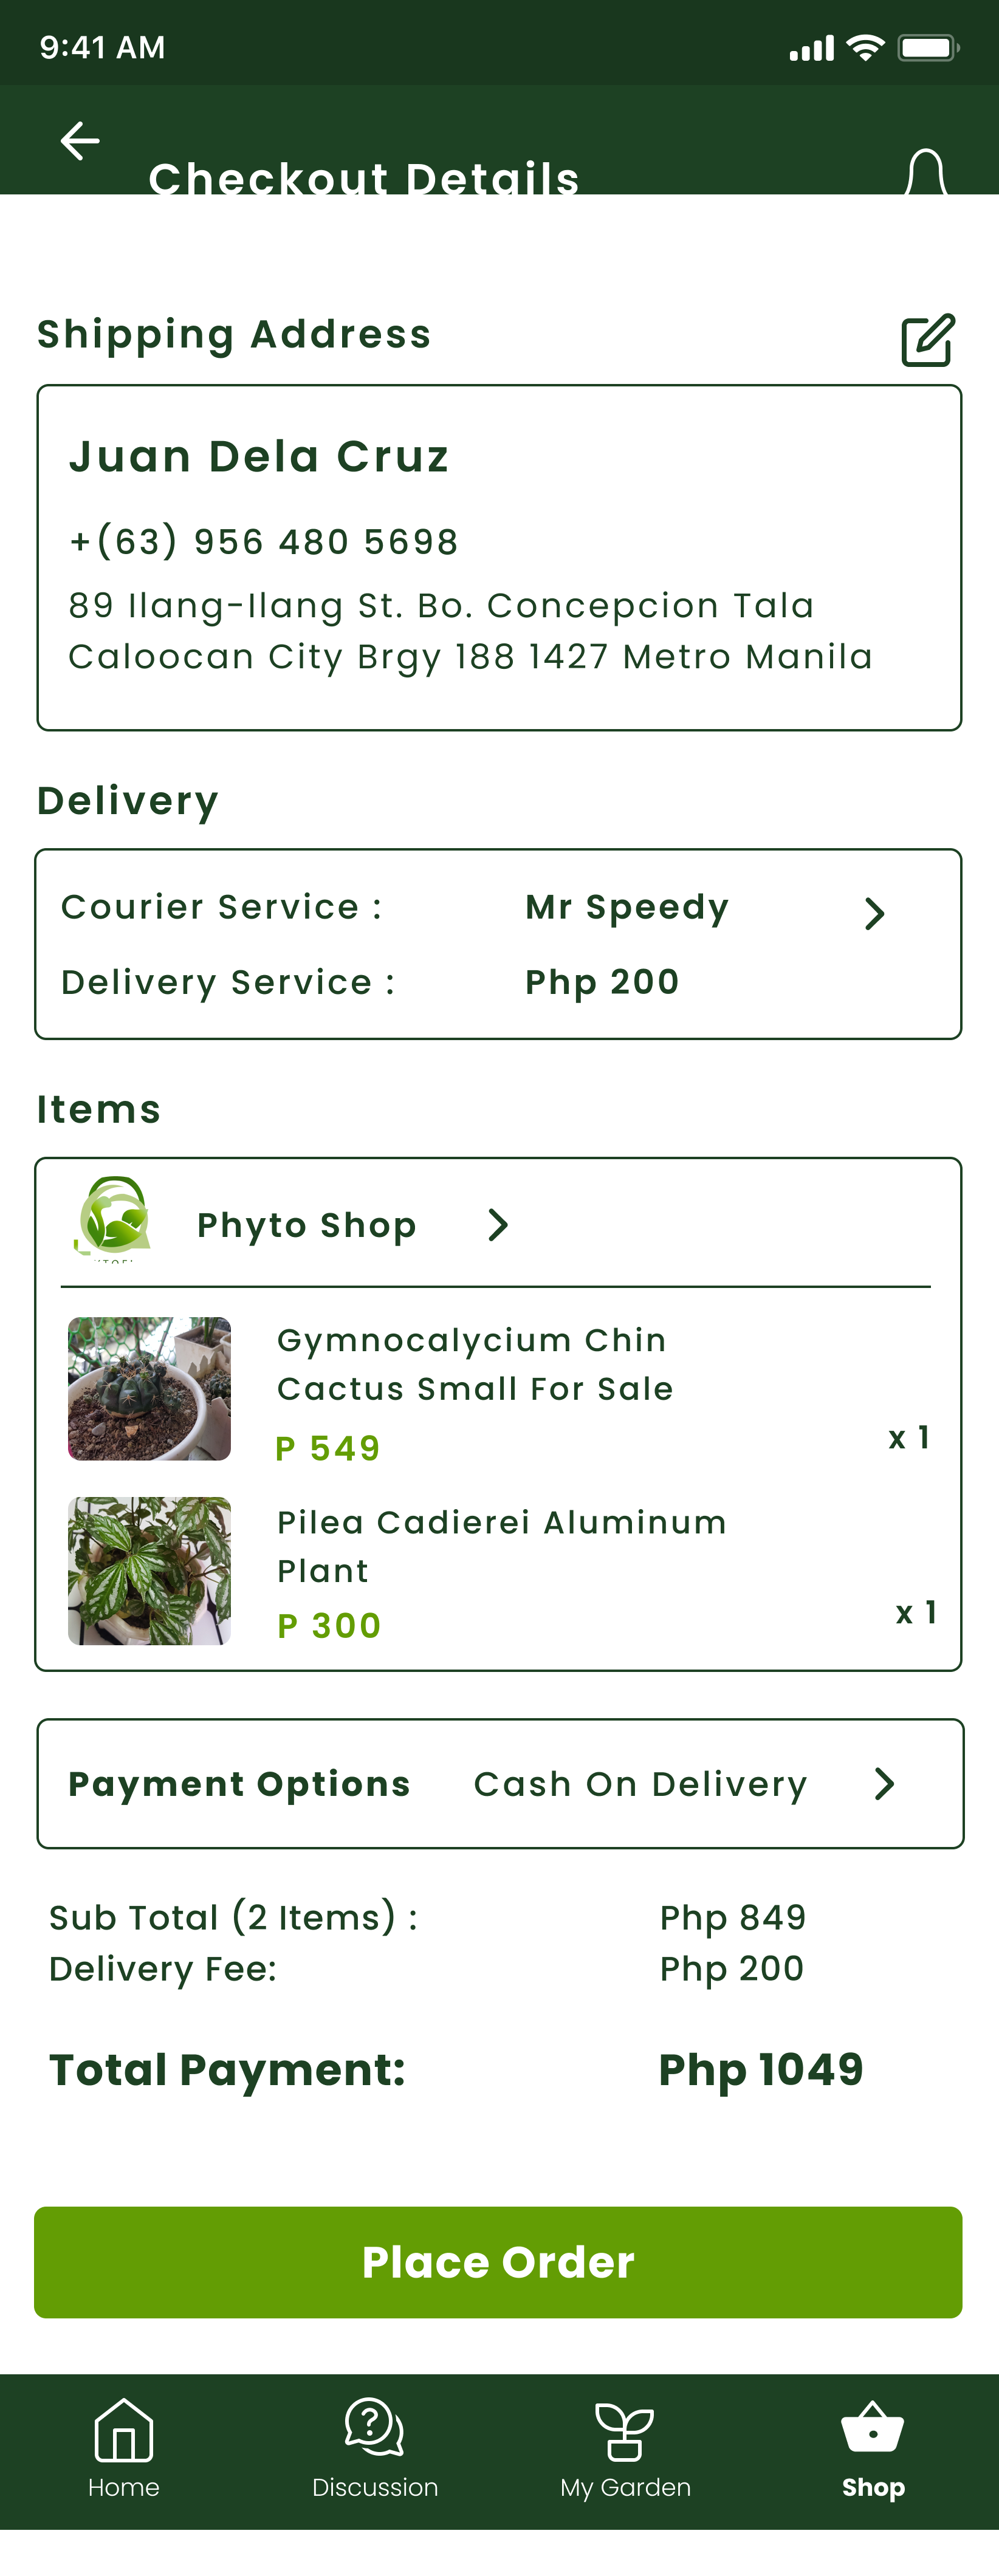 9:41 AM
Checkout Details
Shipping Address
Juan Dela Cruz
+(63) 956 480 5698
89 Ilang-Ilang St. Bo. Concepcion Tala
Caloocan City Brgy 188 1427 Metro Manila
Delivery
Courier Service : Mr Speedy
Delivery Service : Php 200
Items
Phyto Shop
Gymnocalycium Chin
Cactus Small For Sale
P 549
x 1
Pilea Cadierei Aluminum
Plant
P 300
x 1
Payment Options Cash On Delivery
Sub Total (2 Items) : Php 849
Delivery Fee: Php 200
Total Payment: Php 1049
Place Order
Home Discussion My Garden Shop